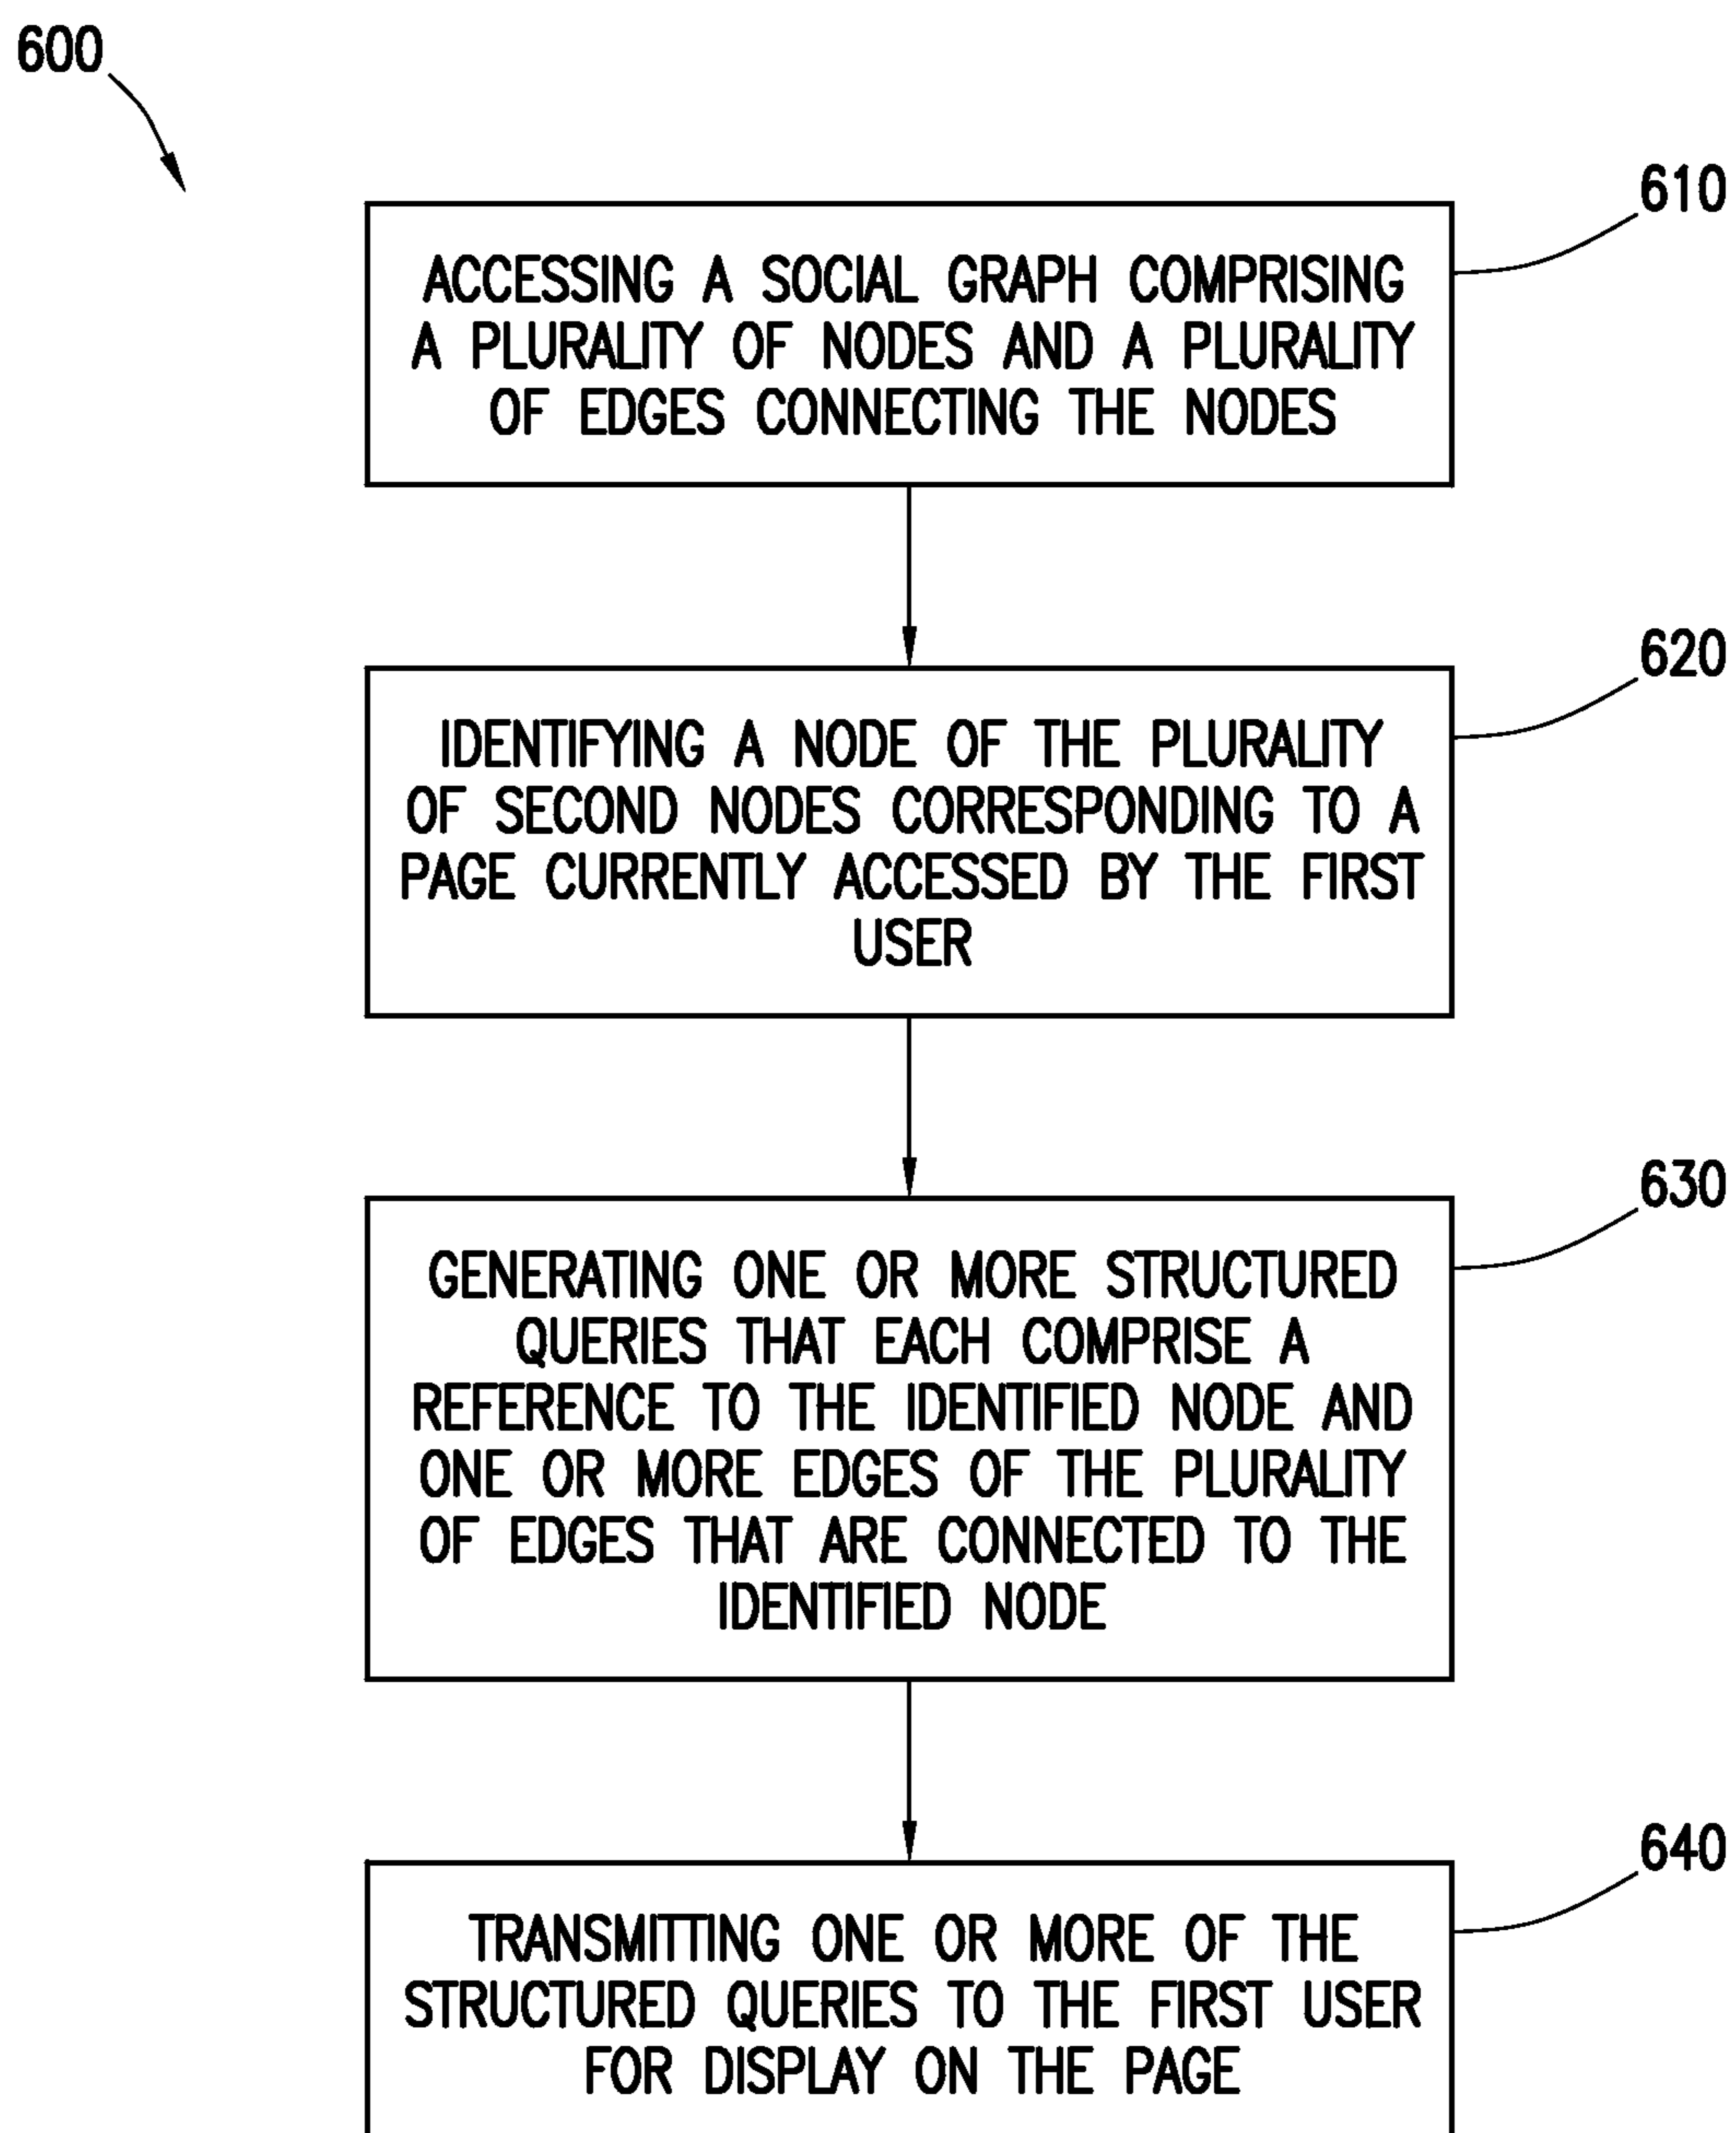 600
610
ACCESSING A SOCIAL GRAPH COMPRISING
A PLURALITY OF NODES AND A PLURALITY
OF EDGES CONNECTING THE NODES
620
IDENTIFYING A NODE OF THE PLURALITY
OF SECOND NODES CORRESPONDING TO A
PAGE CURRENTLY ACCESSED BY THE FIRST
USER
630
GENERATING ONE OR MORE STRUCTURED
QUERIES THAT EACH COMPRISE A
REFERENCE TO THE IDENTIFIED NODE AND
ONE OR MORE EDGES OF THE PLURALITY
OF EDGES THAT ARE CONNECTED TO THE
IDENTIFIED NODE
640
TRANSMITTING ONE OR MORE OF THE
STRUCTURED QUERIES TO THE FIRST USER
FOR DISPLAY ON THE PAGE